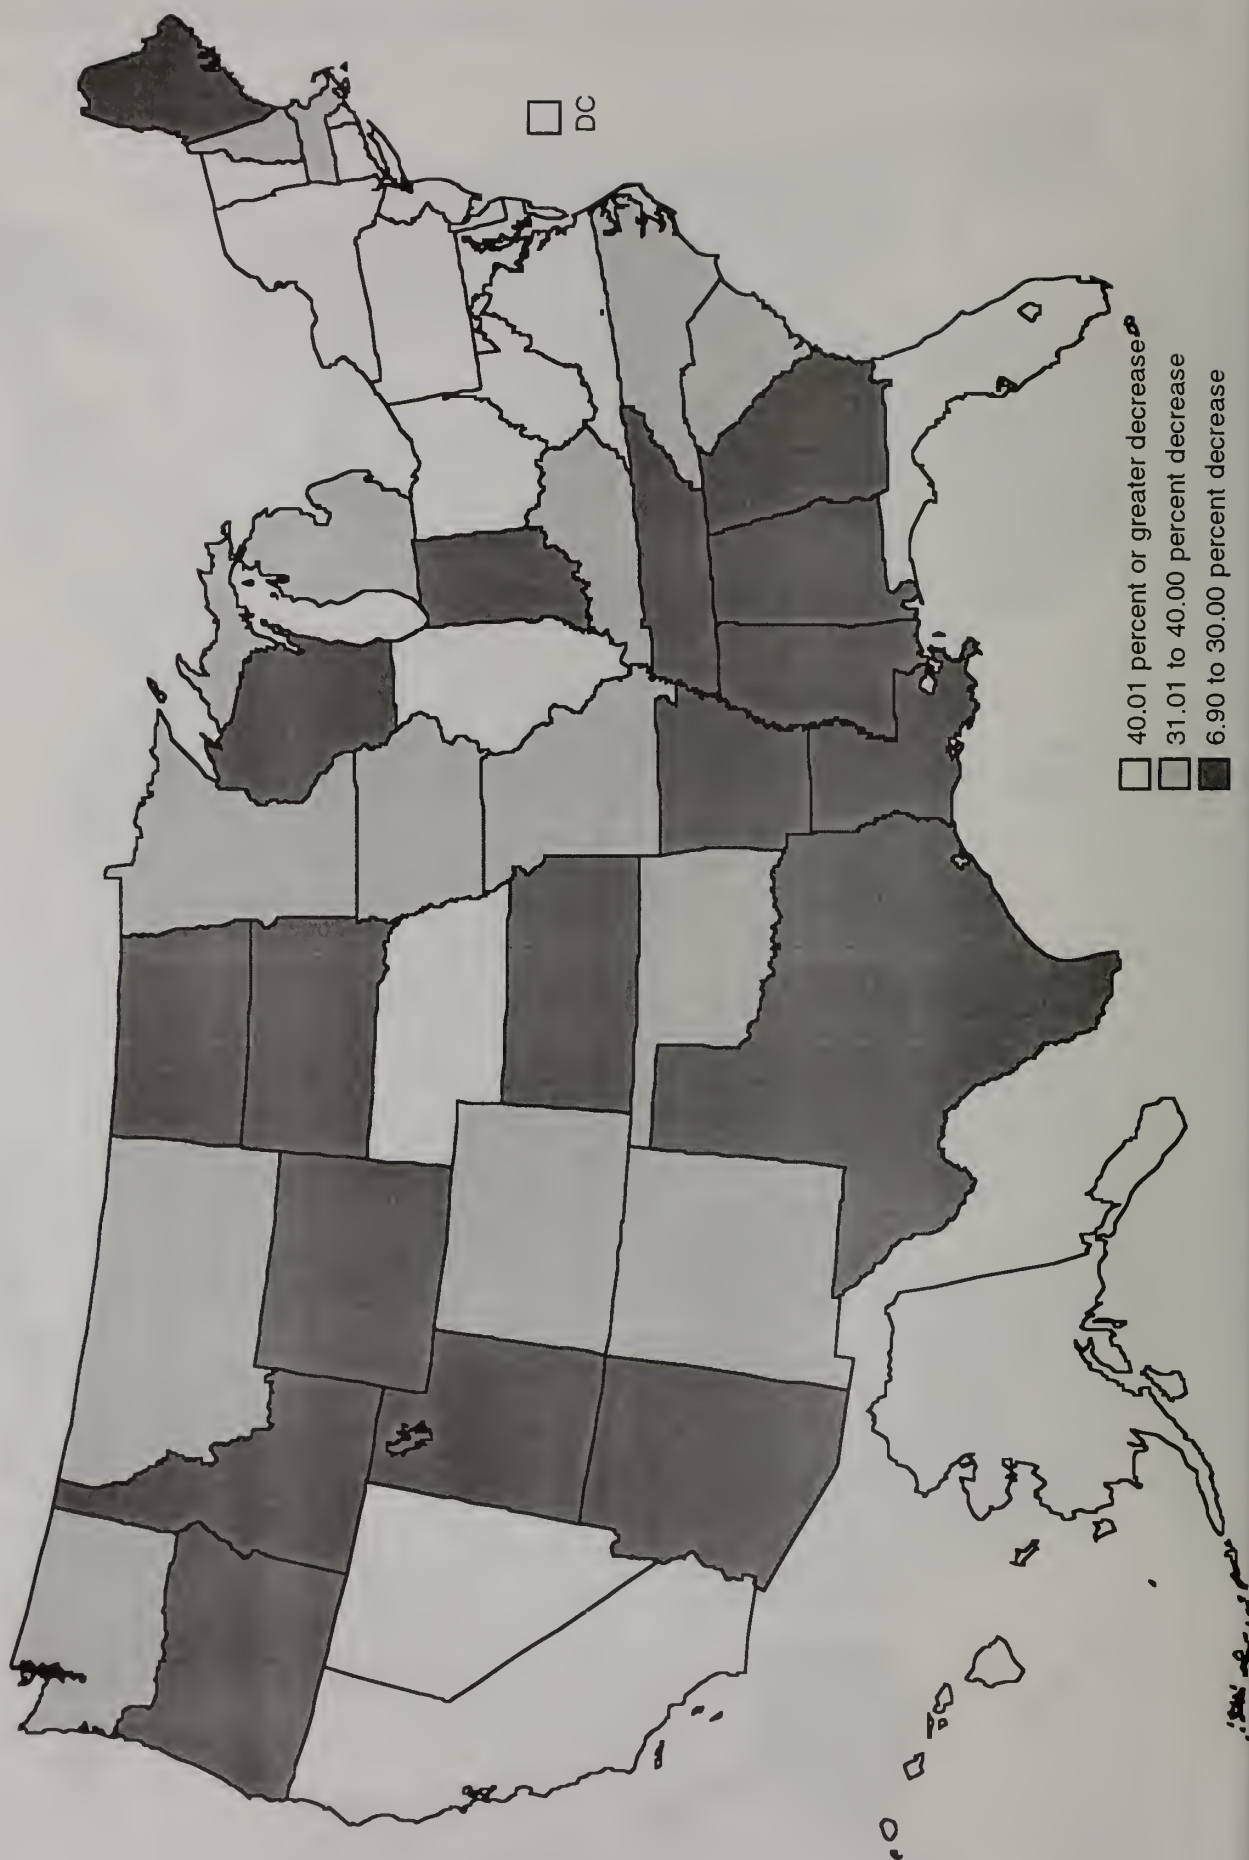 DC
40.01 percent or greater decrease
31.01 to 40.00 percent decrease
6.90 to 30.00 percent decrease